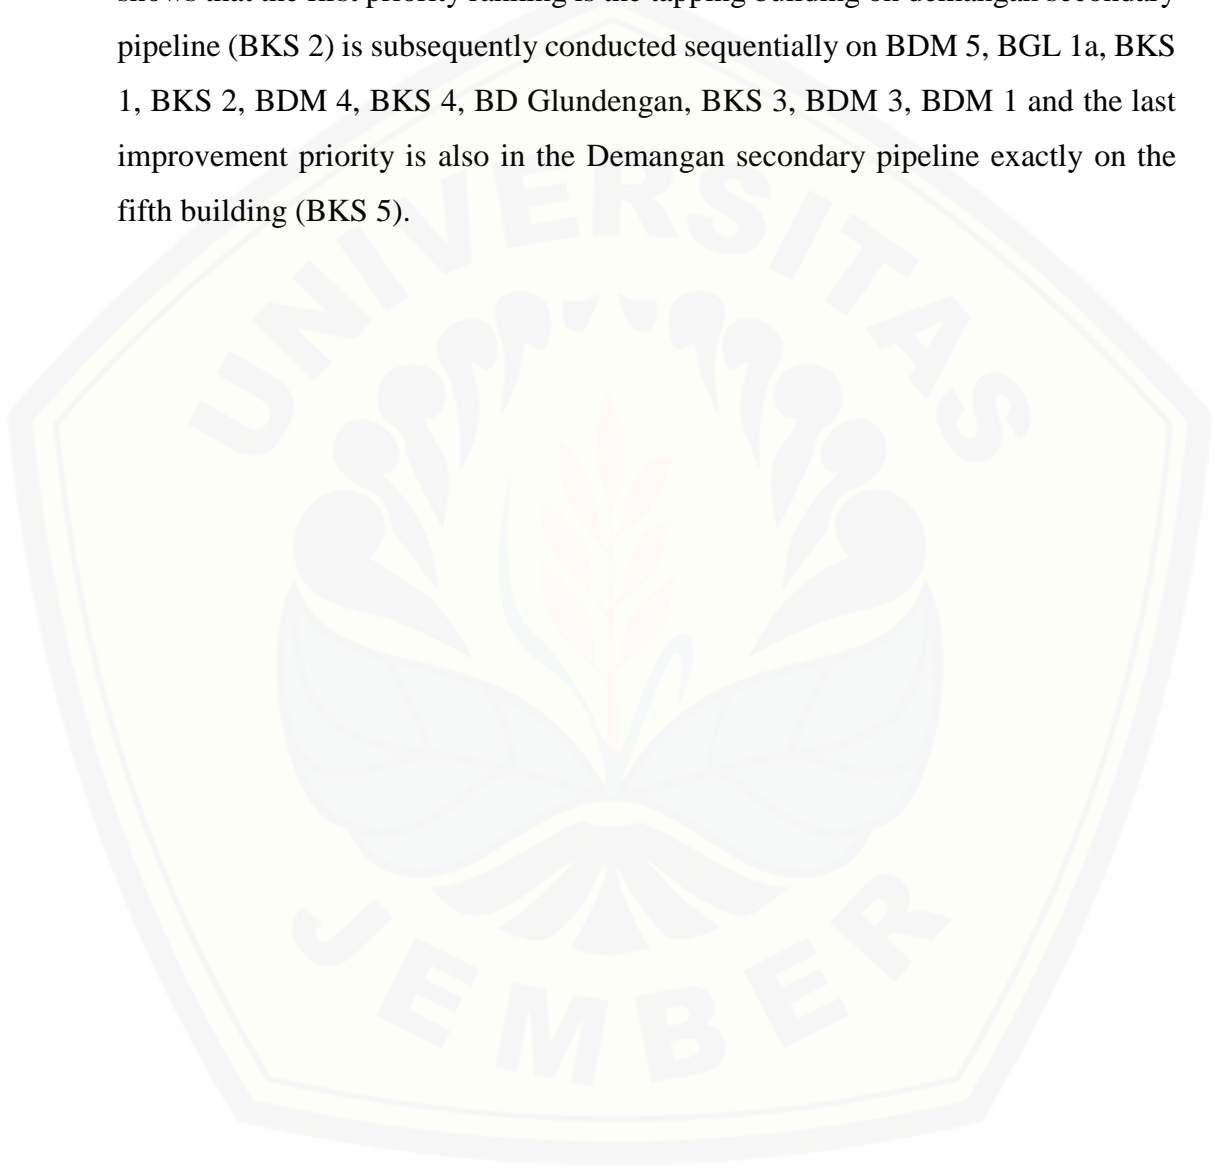 shows that the first priority ranking is the tapping building on demangan secondary
pipeline (BKS 2) is subsequently conducted sequentially on BDM 5, BGL 1a, BKS
1, BKS 2, BDM 4, BKS 4, BD Glundengan, BKS 3, BDM 3, BDM 1 and the last
improvement priority is also in the Demangan secondary pipeline exactly on the
fifth building (BKS 5).
UNIVERSITAS
JEMBER